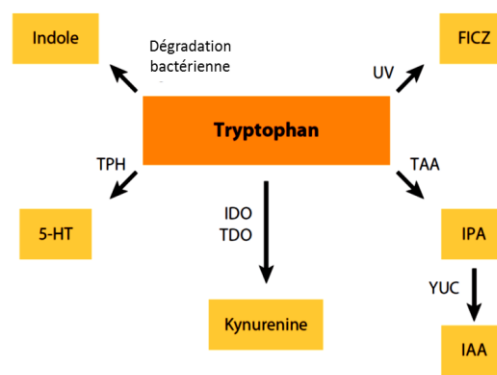 Indole
Dégradation
bactérienne
FICZ
UV
Tryptophan
TPH
TAA
5-HT
IDO
TDO
IPA
YUC
Kynurenine
IAA